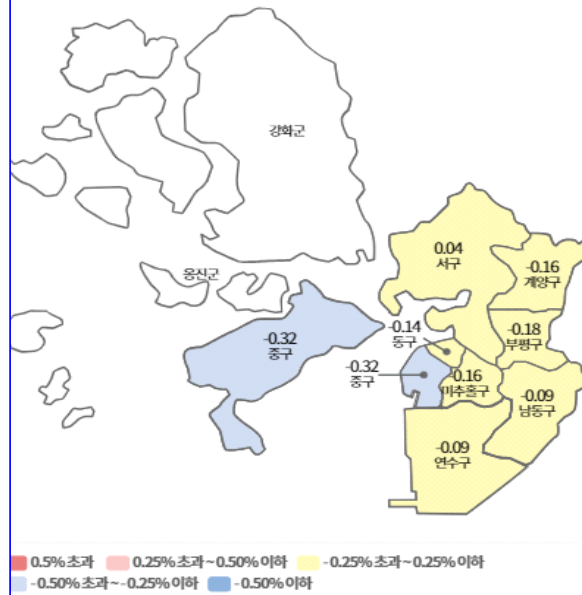 강화군
0.04
서구
-0.16
계양구
옹진군
-0.32
중구
-0.14
동구
-0.18
부평구
-0.32
중구
-0.16
미추홀구
-0.09
남동구
-0.09
연수구
0.5% 초과 0.25% 초과 ~ 0.50% 이하 -0.25% 초과 ~ 0.25% 이하
-0.50% 초과 ~ -0.25% 이하 -0.50% 이하